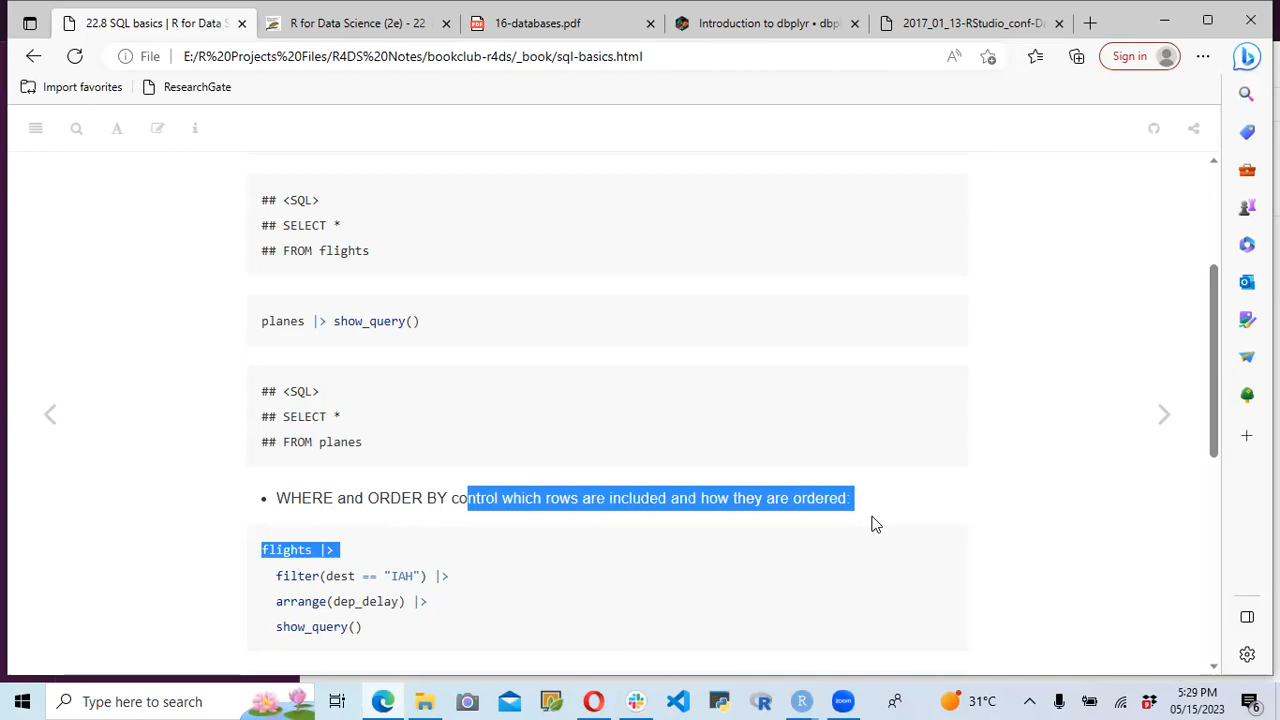 22.8 SQL basics | R for Data S
R for Data Science (2e) - 22
16-databases.pdf
Introduction to dbplyr • dbp
2017_01_13-RStudio_conf-Da
File
E:/R%20Projects%20Files/R4DS%20Notes/bookclub-r4ds/_book/sql-basics.html
Sign in
Import favorites
ResearchGate
## <SQL>
## SELECT *
## FROM flights
planes |> show_query()
## <SQL>
## SELECT *
## FROM planes
• WHERE and ORDER BY control which rows are included and how they are ordered:
flights |>
filter(dest == "IAH") |>
arrange(dep_delay) |>
show_query()
Type here to search
zoom
31°C
5:29 PM
05/15/2023
6